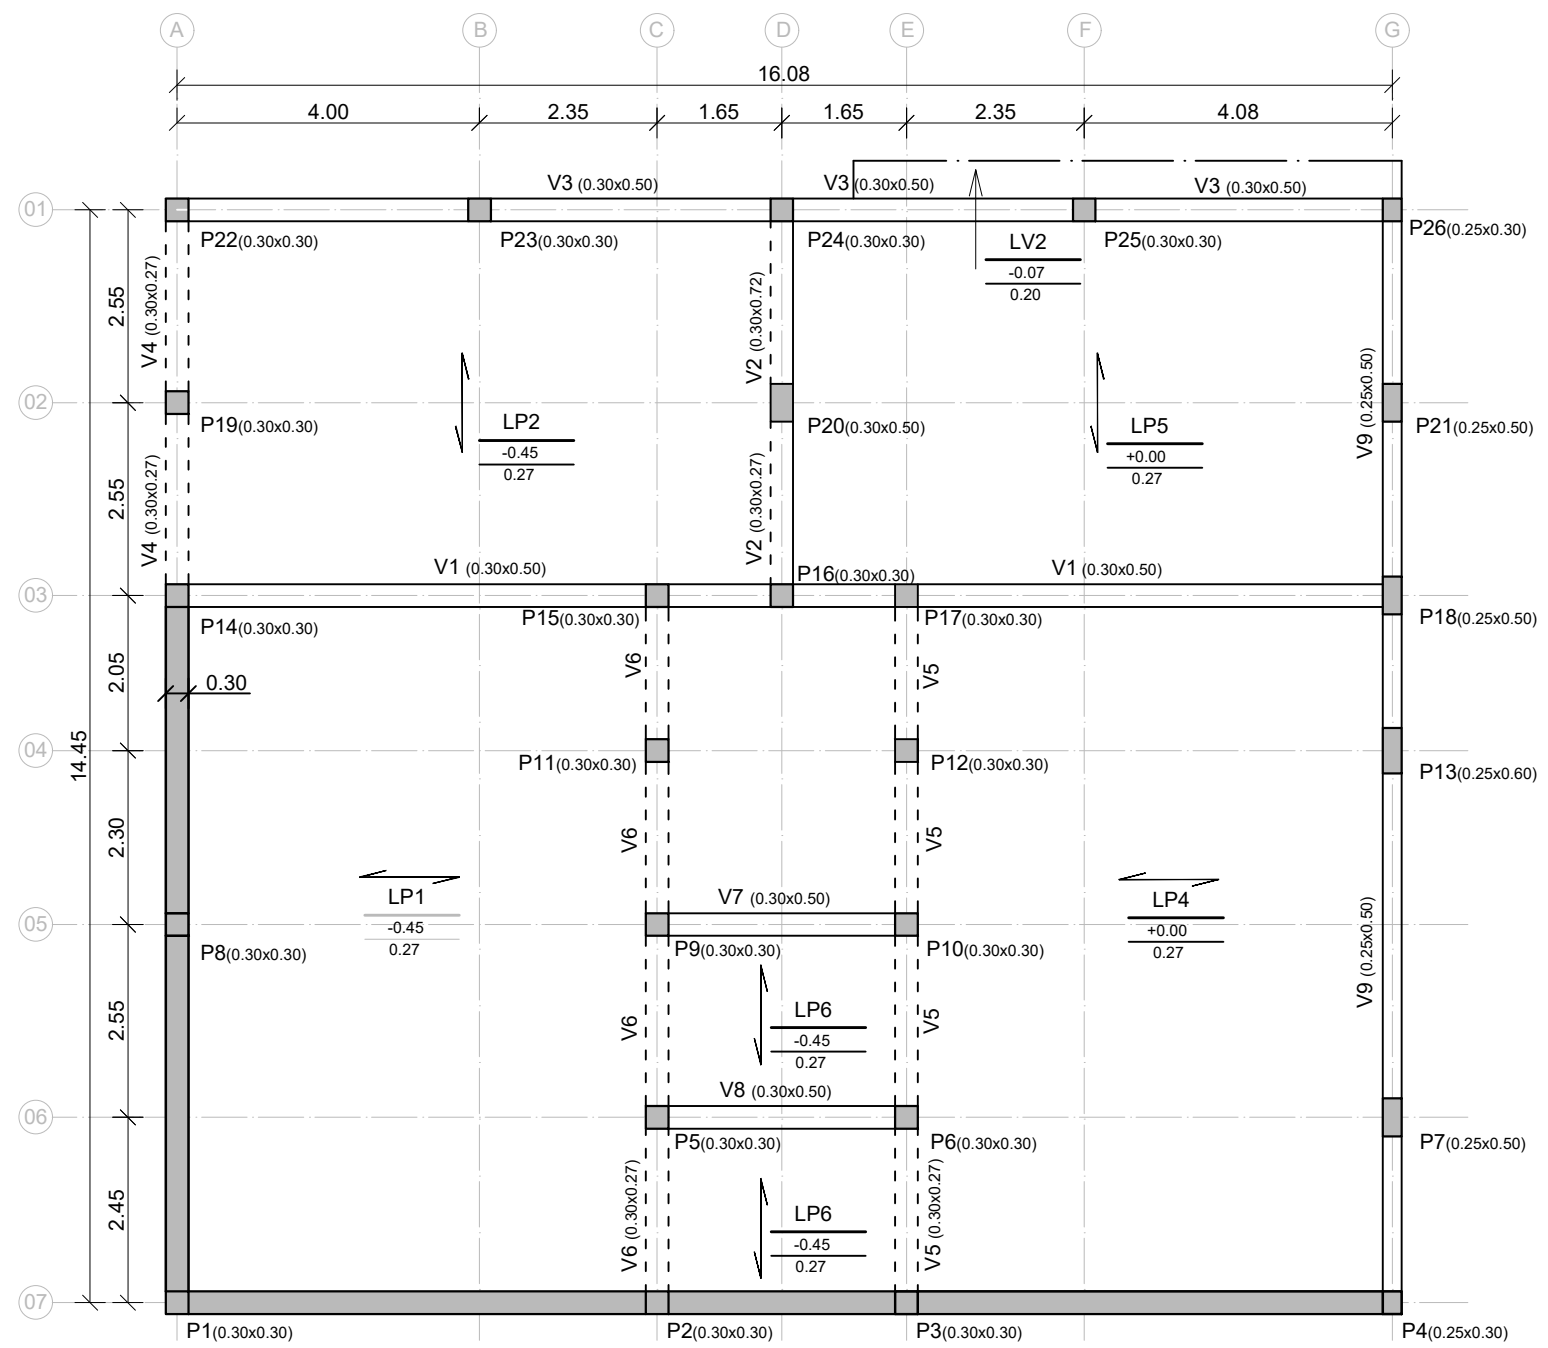 A B C D E F G
16.08
4.00 2.35 1.65 1.65 2.35 4.08
V3 (0.30x0.50) V3 (0.30x0.50) V3 (0.30x0.50)
01
P22(0.30x0.30) P23(0.30x0.30) P24(0.30x0.30) LV2 P25(0.30x0.30) P26(0.25x0.30)
-0.07
0.20
2.55
V4 (0.30x0.27)
V2 (0.30x0.72)
V9 (0.25x0.50)
02
P19(0.30x0.30) LP2 P20(0.30x0.50) LP5 P21(0.25x0.50)
-0.45 +0.00
0.27 0.27
2.55
V4 (0.30x0.27)
V2 (0.30x0.27)
V1 (0.30x0.50) P16(0.30x0.30) V1 (0.30x0.50)
03
P14(0.30x0.30) P15(0.30x0.30) P17(0.30x0.30) P18(0.25x0.50)
2.05
V6 V5
0.30
14.45
04
P11(0.30x0.30) P12(0.30x0.30) P13(0.25x0.60)
2.30
V6 V5
LP1 V7 (0.30x0.50) LP4
-0.45 +0.00
0.27 0.27
V9 (0.25x0.50)
05
P8(0.30x0.30) P9(0.30x0.30) P10(0.30x0.30)
2.55
V6 V5
LP6
-0.45
0.27
V8 (0.30x0.50)
06
P5(0.30x0.30) P6(0.30x0.30) P7(0.25x0.50)
2.45
V6 (0.30x0.27) V5 (0.30x0.27)
LP6
-0.45
0.27
07
P1(0.30x0.30) P2(0.30x0.30) P3(0.30x0.30) P4(0.25x0.30)